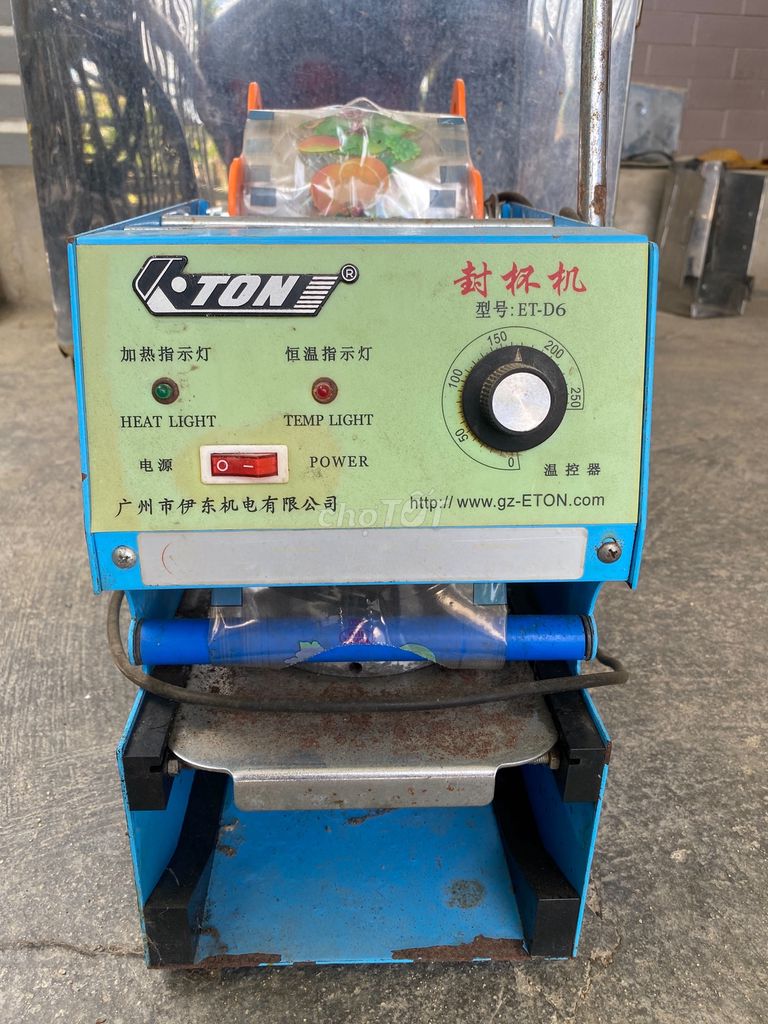 ETON®
封杯机
型号:ET-D6
加热指示灯
恒温指示灯
HEAT LIGHT
TEMP LIGHT
0 50 100 150 200 250
电源
O —
POWER
温控器
广州市伊东机电有限公司
http://www.gz-ETON.com
choTỐT